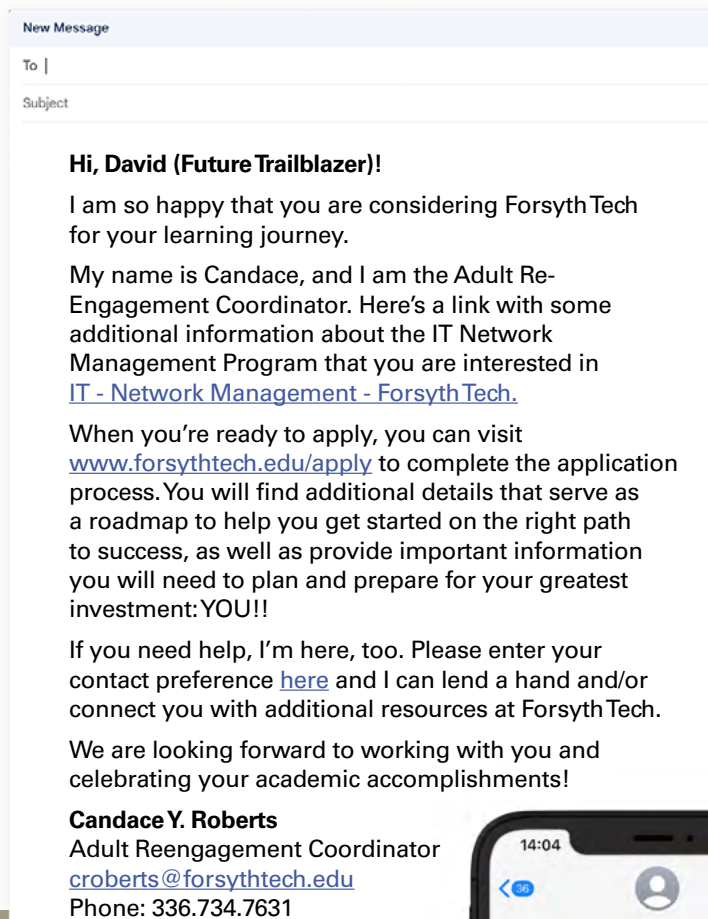 New Message
To
Subject
Hi, David (Future Trailblazer)!
I am so happy that you are considering Forsyth Tech
for your learning journey.
My name is Candace, and I am the Adult Re-
Engagement Coordinator. Here's a link with some
additional information about the IT Network
Management Program that you are interested in
IT - Network Management - Forsyth Tech.
When you're ready to apply, you can visit
www.forsythtech.edu/apply to complete the application
process. You will find additional details that serve as
a roadmap to help you get started on the right path
to success, as well as provide important information
you will need to plan and prepare for your greatest
investment: YOU!!
If you need help, I'm here, too. Please enter your
contact preference here and I can lend a hand and/or
connect you with additional resources at Forsyth Tech.
We are looking forward to working with you and
celebrating your academic accomplishments!
Candace Y. Roberts
Adult Reengagement Coordinator
croberts@forsythtech.edu
Phone: 336.734.7631
14:04
36